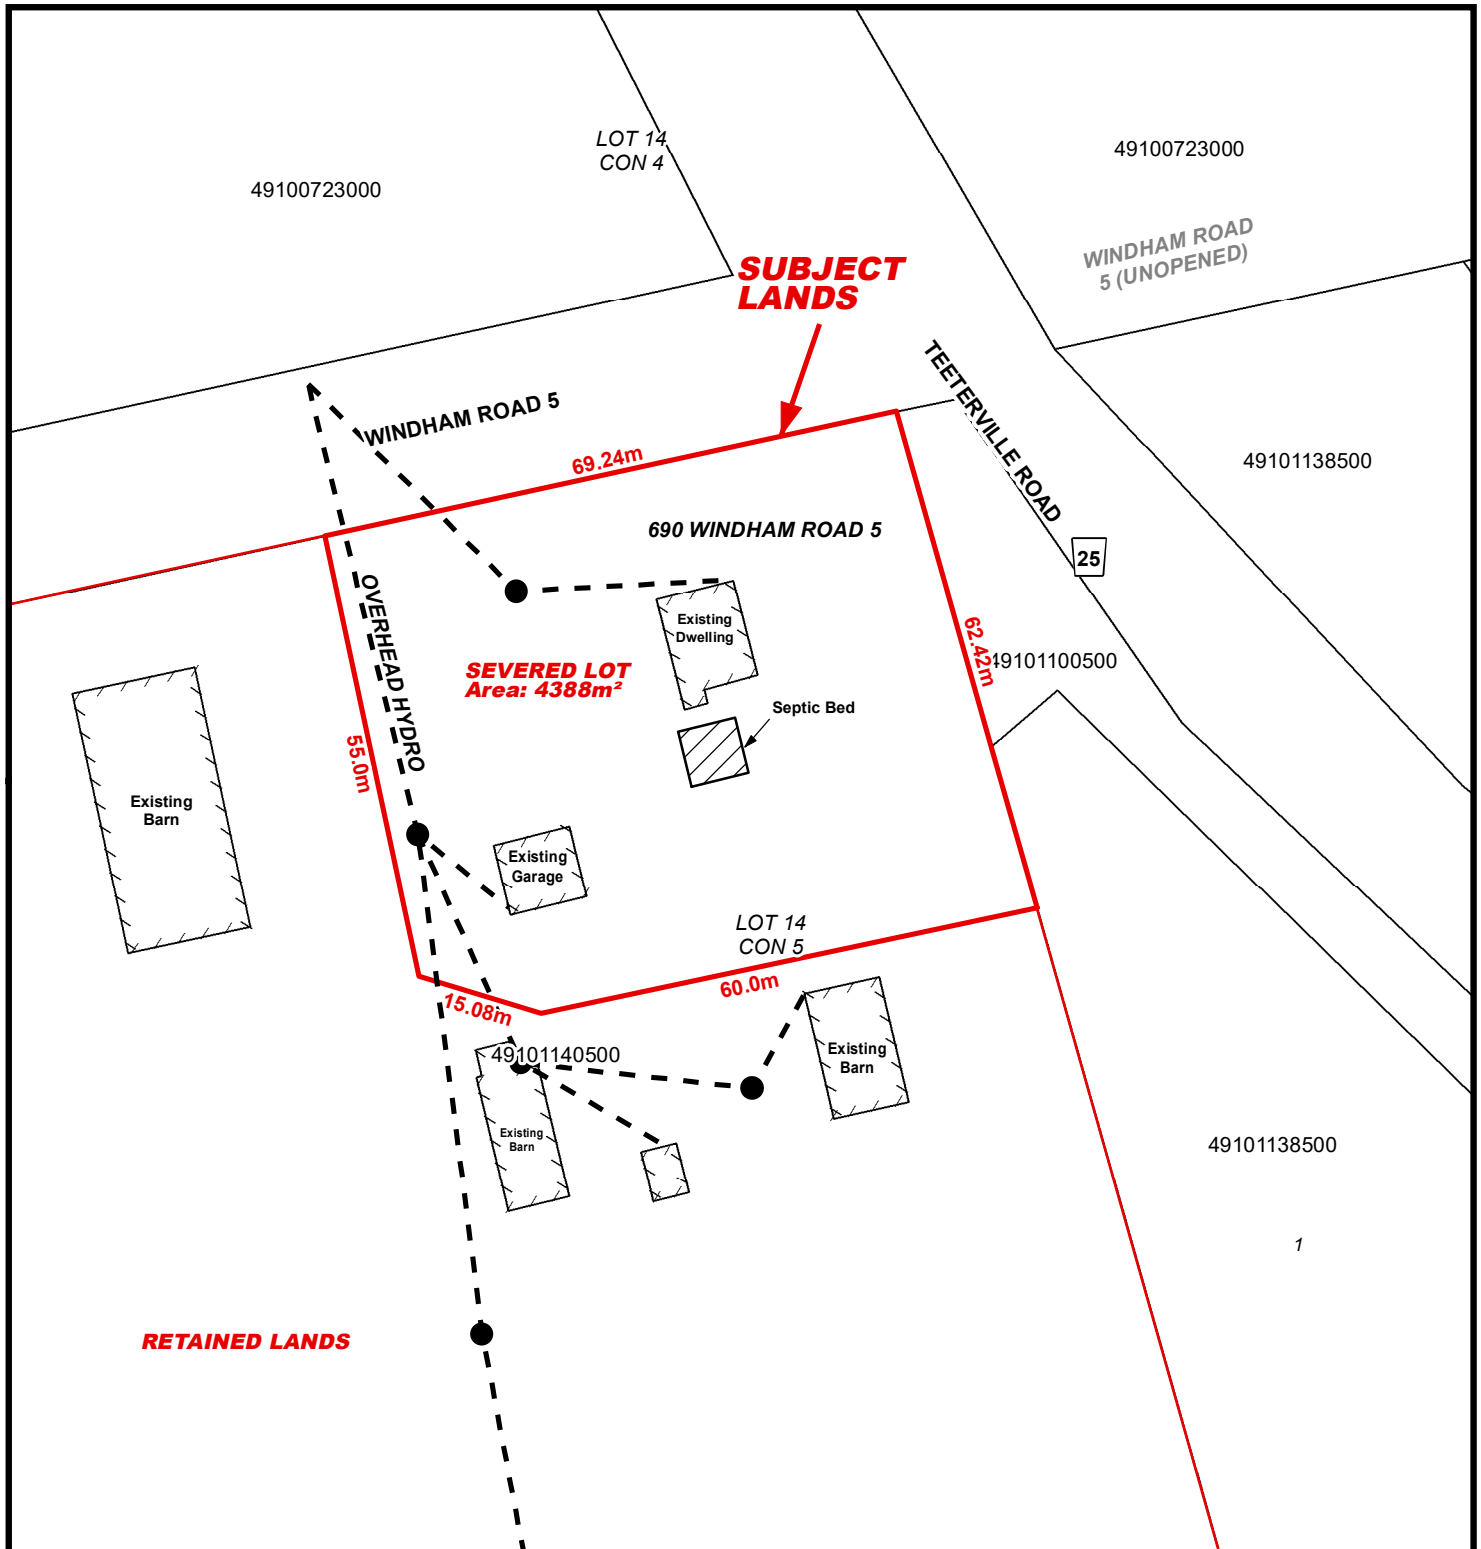 LOT 14
CON 4
49100723000
49100723000
WINDHAM ROAD
5 (UNOPENED)
SUBJECT
LANDS
TEETERVILLE ROAD
WINDHAM ROAD 5
69.24m
49101138500
690 WINDHAM ROAD 5
25
OVERHEAD HYDRO
Existing
Dwelling
62.42m
49101100500
SEVERED LOT
Area: 4388m²
Septic Bed
55.0m
Existing
Barn
Existing
Garage
LOT 14
CON 5
60.0m
15.08m
49101140500
Existing
Barn
Existing
Barn
49101138500
1
RETAINED LANDS